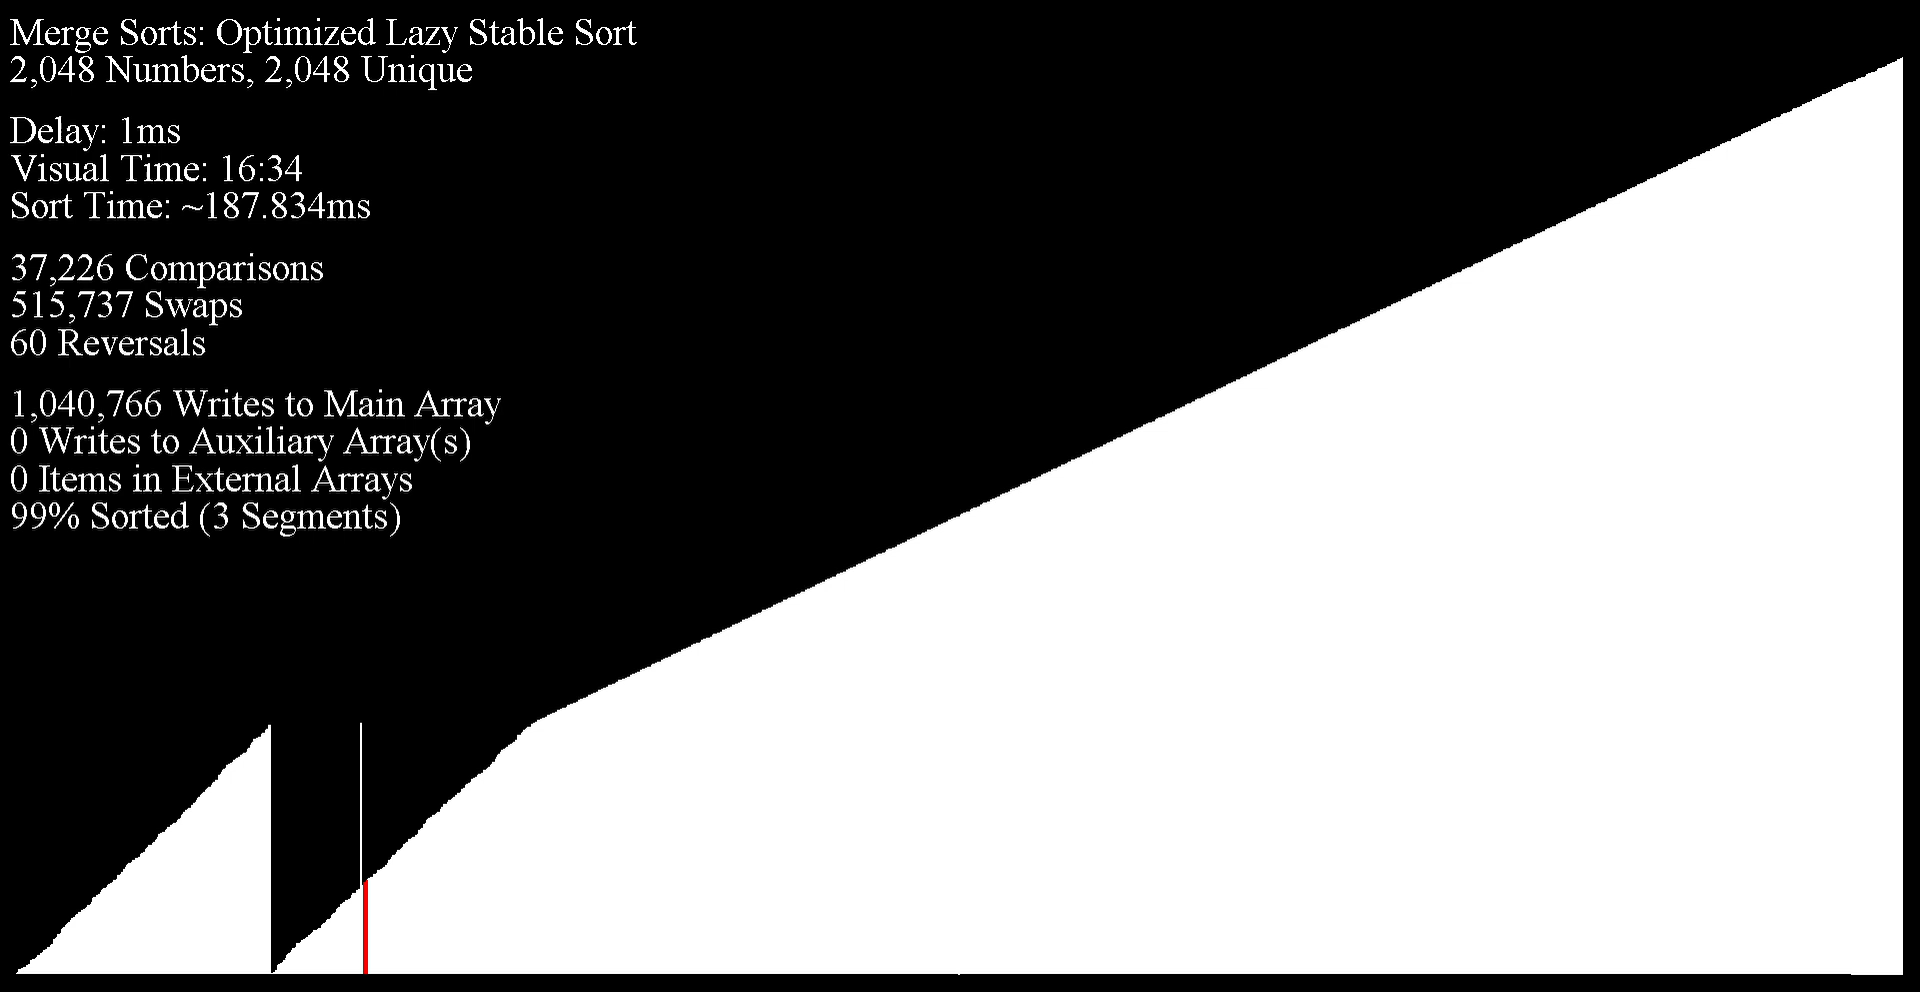 Merge Sorts: Optimized Lazy Stable Sort
2,048 Numbers, 2,048 Unique
Delay: 1ms
Visual Time: 16:34
Sort Time: ~187.834ms
37,226 Comparisons
515,737 Swaps
60 Reversals
1,040,766 Writes to Main Array
0 Writes to Auxiliary Array(s)
0 Items in External Arrays
99% Sorted (3 Segments)